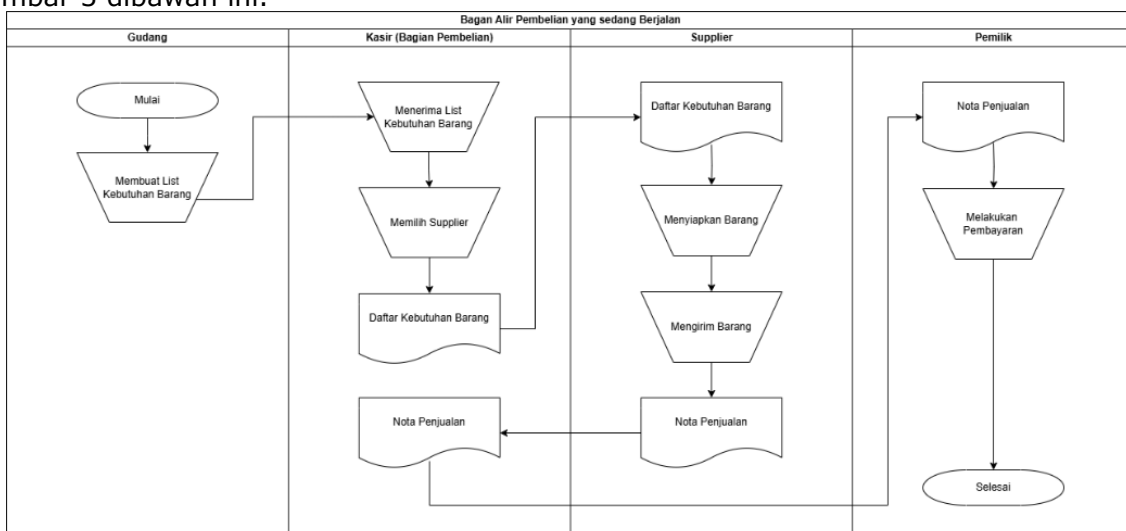 mbar 3 dibawah ini.
Bagan Alir Pembelian yang sedang Berjalan
Gudang
Kasir (Bagian Pembelian)
Supplier
Pemilik
Mulai
Membuat List
Kebutuhan Barang
Menerima List
Kebutuhan Barang
Memilih Supplier
Daftar Kebutuhan Barang
Nota Penjualan
Daftar Kebutuhan Barang
Menyiapkan Barang
Mengirim Barang
Nota Penjualan
Nota Penjualan
Melakukan
Pembayaran
Selesai